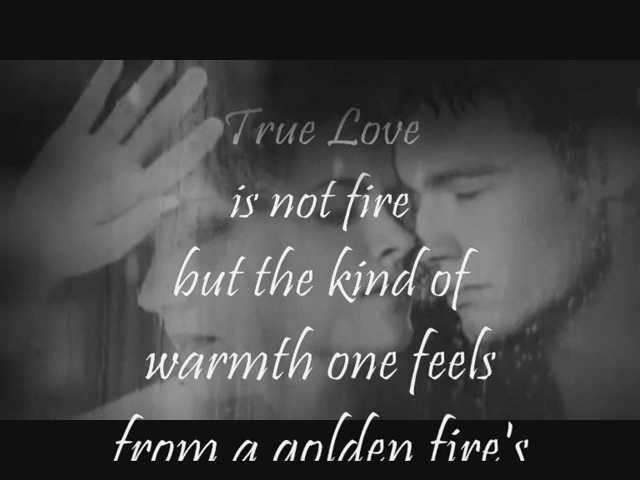 True Love
is not fire
but the kind of
warmth one feels
from a golden fire's